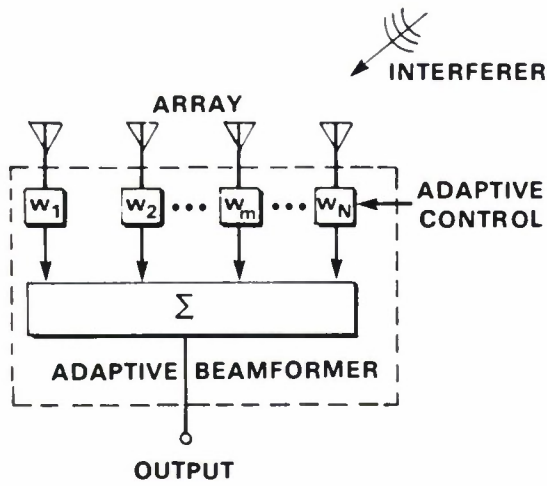 INTERFERER
ARRAY
w1 w2 ••• wm ••• wN
ADAPTIVE
CONTROL
Σ
ADAPTIVE BEAMFORMER
OUTPUT